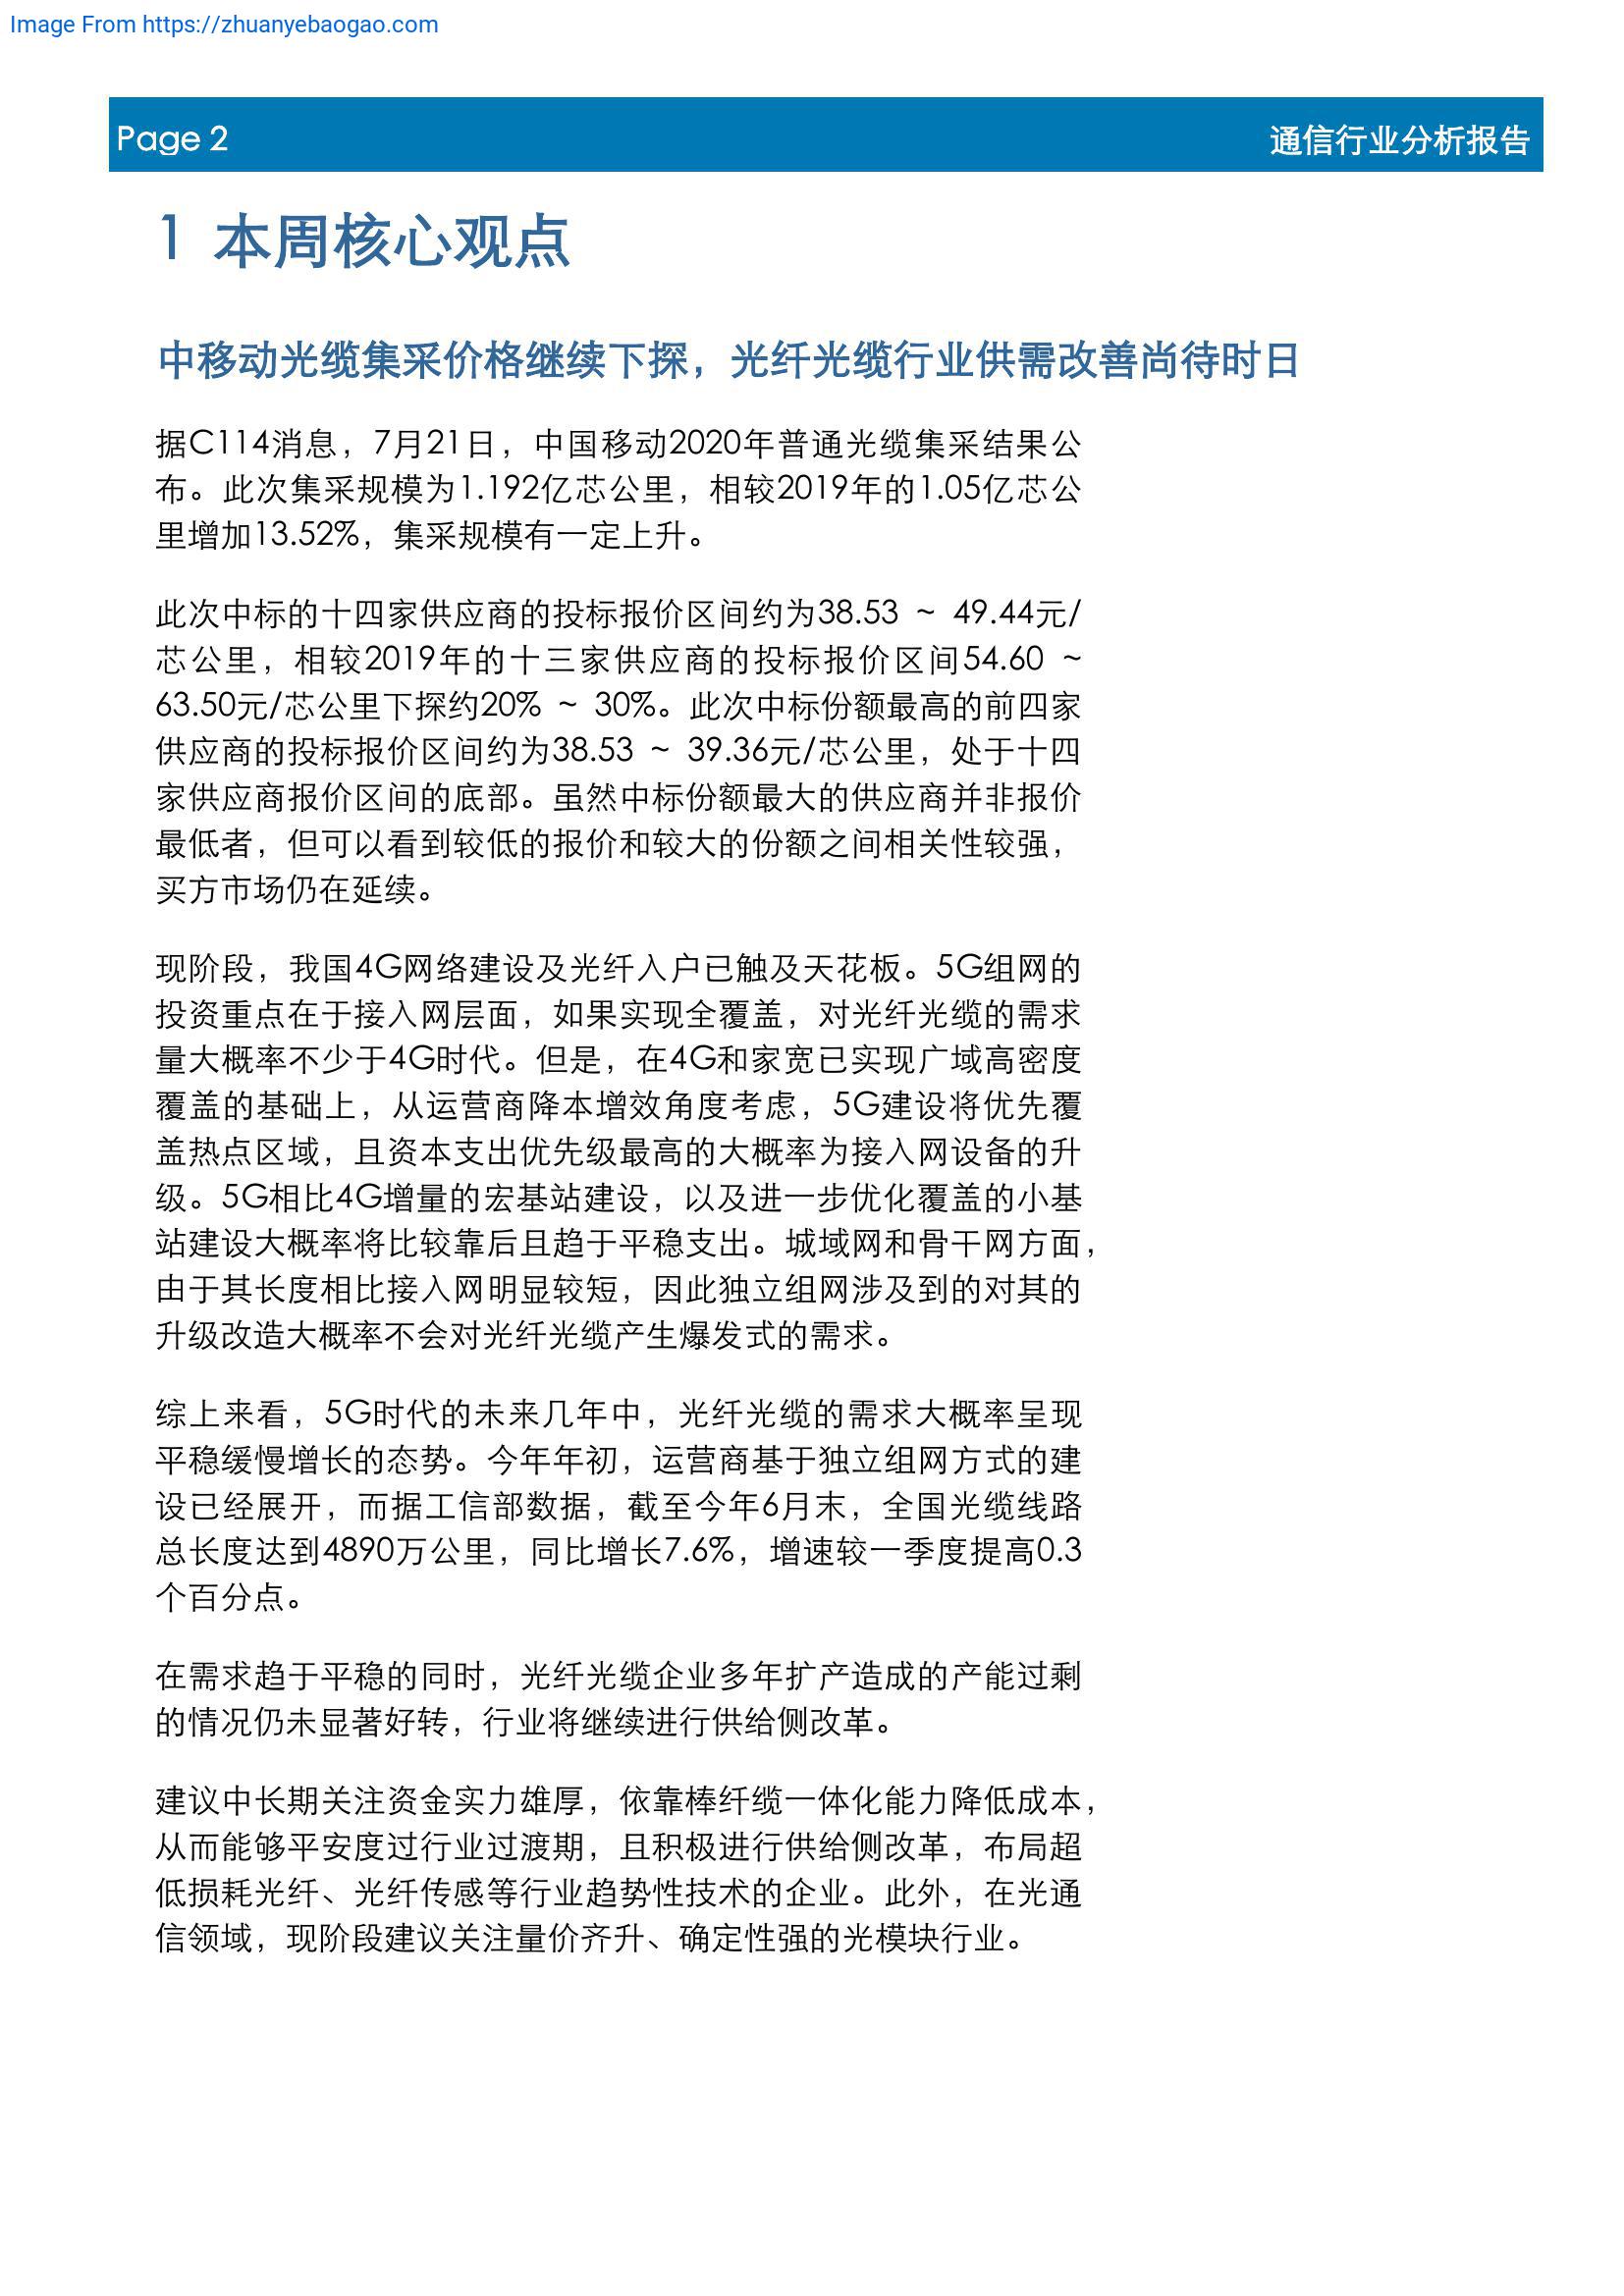 Image From https://zhuanyebaogao.com
Page 2
通信行业分析报告
1 本周核心观点
中移动光缆集采价格继续下探，光纤光缆行业供需改善尚待时日
据C114消息，7月21日，中国移动2020年普通光缆集采结果公
布。此次集采规模为1.192亿芯公里，相较2019年的1.05亿芯公
里增加13.52%，集采规模有一定上升。
此次中标的十四家供应商的投标报价区间约为38.53 ~ 49.44元/
芯公里，相较2019年的十三家供应商的投标报价区间54.60 ~
63.50元/芯公里下探约20% ~ 30%。此次中标份额最高的前四家
供应商的投标报价区间约为38.53 ~ 39.36元/芯公里，处于十四
家供应商报价区间的底部。虽然中标份额最大的供应商并非报价
最低者，但可以看到较低的报价和较大的份额之间相关性较强，
买方市场仍在延续。
现阶段，我国4G网络建设及光纤入户已触及天花板。5G组网的
投资重点在于接入网层面，如果实现全覆盖，对光纤光缆的需求
量大概率不少于4G时代。但是，在4G和家宽已实现广域高密度
覆盖的基础上，从运营商降本增效角度考虑，5G建设将优先覆
盖热点区域，且资本支出优先级最高的大概率为接入网设备的升
级。5G相比4G增量的宏基站建设，以及进一步优化覆盖的小基
站建设大概率将比较靠后且趋于平稳支出。城域网和骨干网方面，
由于其长度相比接入网明显较短，因此独立组网涉及到的对其的
升级改造大概率不会对光纤光缆产生爆发式的需求。
综上来看，5G时代的未来几年中，光纤光缆的需求大概率呈现
平稳缓慢增长的态势。今年年初，运营商基于独立组网方式的建
设已经展开，而据工信部数据，截至今年6月末，全国光缆线路
总长度达到4890万公里，同比增长7.6%，增速较一季度提高0.3
个百分点。
在需求趋于平稳的同时，光纤光缆企业多年扩产造成的产能过剩
的情况仍未显著好转，行业将继续进行供给侧改革。
建议中长期关注资金实力雄厚，依靠棒纤缆一体化能力降低成本，
从而能够平安度过行业过渡期，且积极进行供给侧改革，布局超
低损耗光纤、光纤传感等行业趋势性技术的企业。此外，在光通
信领域，现阶段建议关注量价齐升、确定性强的光模块行业。